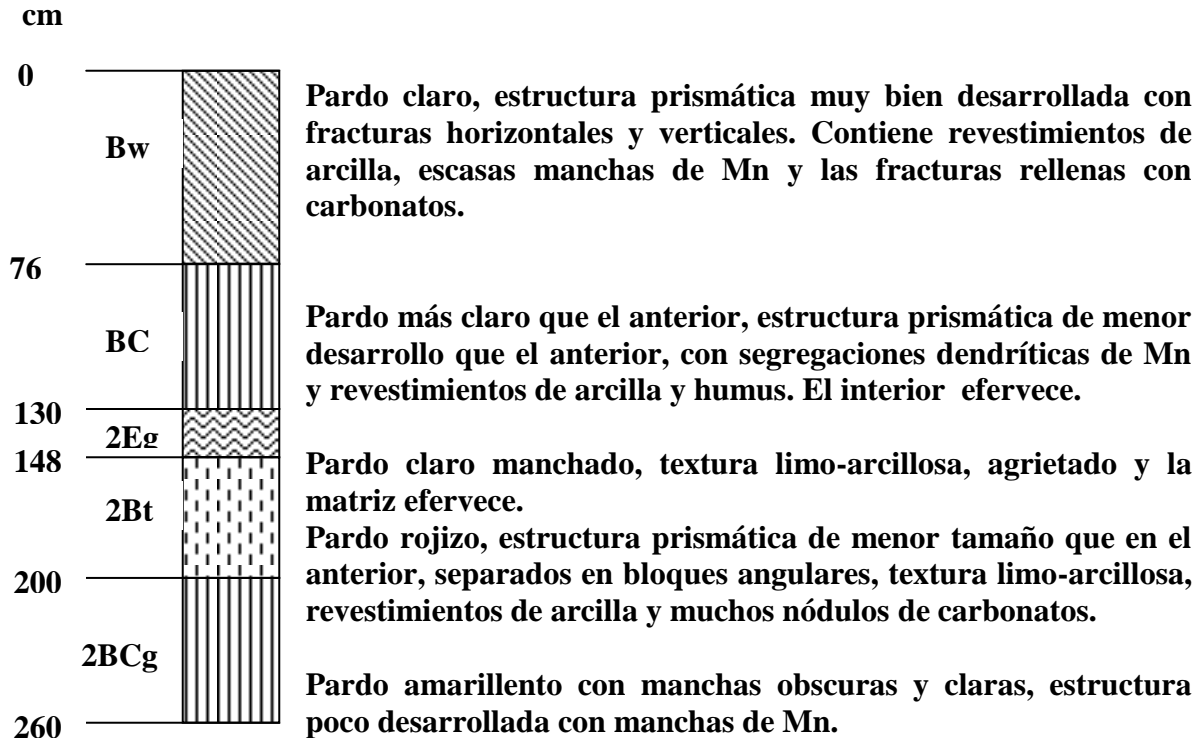 cm
0
Bw
Pardo claro, estructura prismática muy bien desarrollada con
fracturas horizontales y verticales. Contiene revestimientos de
arcilla, escasas manchas de Mn y las fracturas rellenas con
carbonatos.
76
BC
Pardo más claro que el anterior, estructura prismática de menor
desarrollo que el anterior, con segregaciones dendríticas de Mn
y revestimientos de arcilla y humus. El interior efervece.
130
2Eg
148
Pardo claro manchado, textura limo-arcillosa, agrietado y la
matriz efervece.
2Bt
Pardo rojizo, estructura prismática de menor tamaño que en el
anterior, separados en bloques angulares, textura limo-arcillosa,
revestimientos de arcilla y muchos nódulos de carbonatos.
200
2BCg
Pardo amarillento con manchas obscuras y claras, estructura
poco desarrollada con manchas de Mn.
260